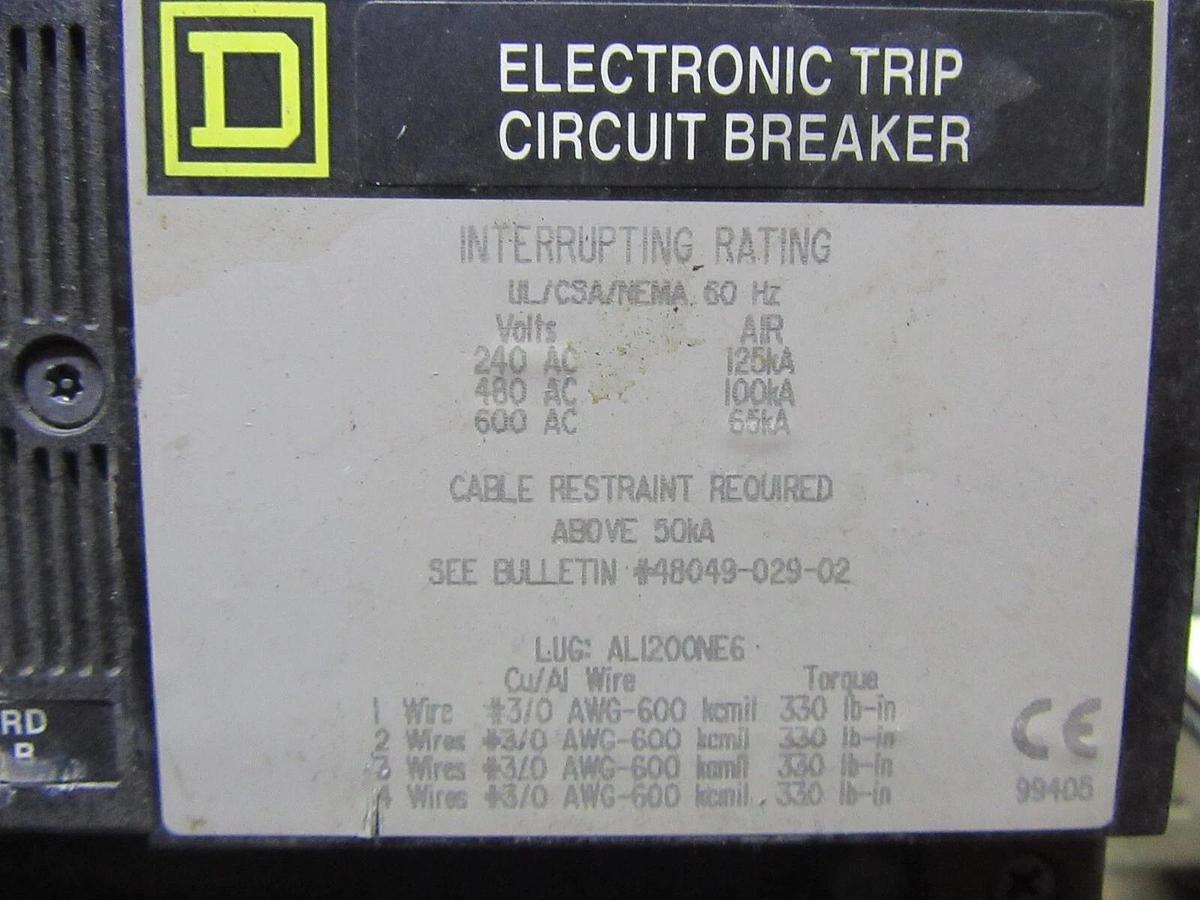 D
ELECTRONIC TRIP
CIRCUIT BREAKER
INTERRUPTING RATING
UL/CSA/NEMA 60 Hz
Volts AIR
240 AC 125kA
480 AC 100kA
600 AC 65kA
CABLE RESTRAINT REQUIRED
ABOVE 50kA
SEE BULLETIN #48049-029-02
LUG: AL1200NE6
Cu/Al Wire Torque
1 Wire #3/0 AWG-600 kcmil 330 lb-in
2 Wires #3/0 AWG-600 kcmil 330 lb-in
3 Wires #3/0 AWG-600 kcmil 330 lb-in
4 Wires #3/0 AWG-600 kcmil 330 lb-in
CE
99405
RD
R